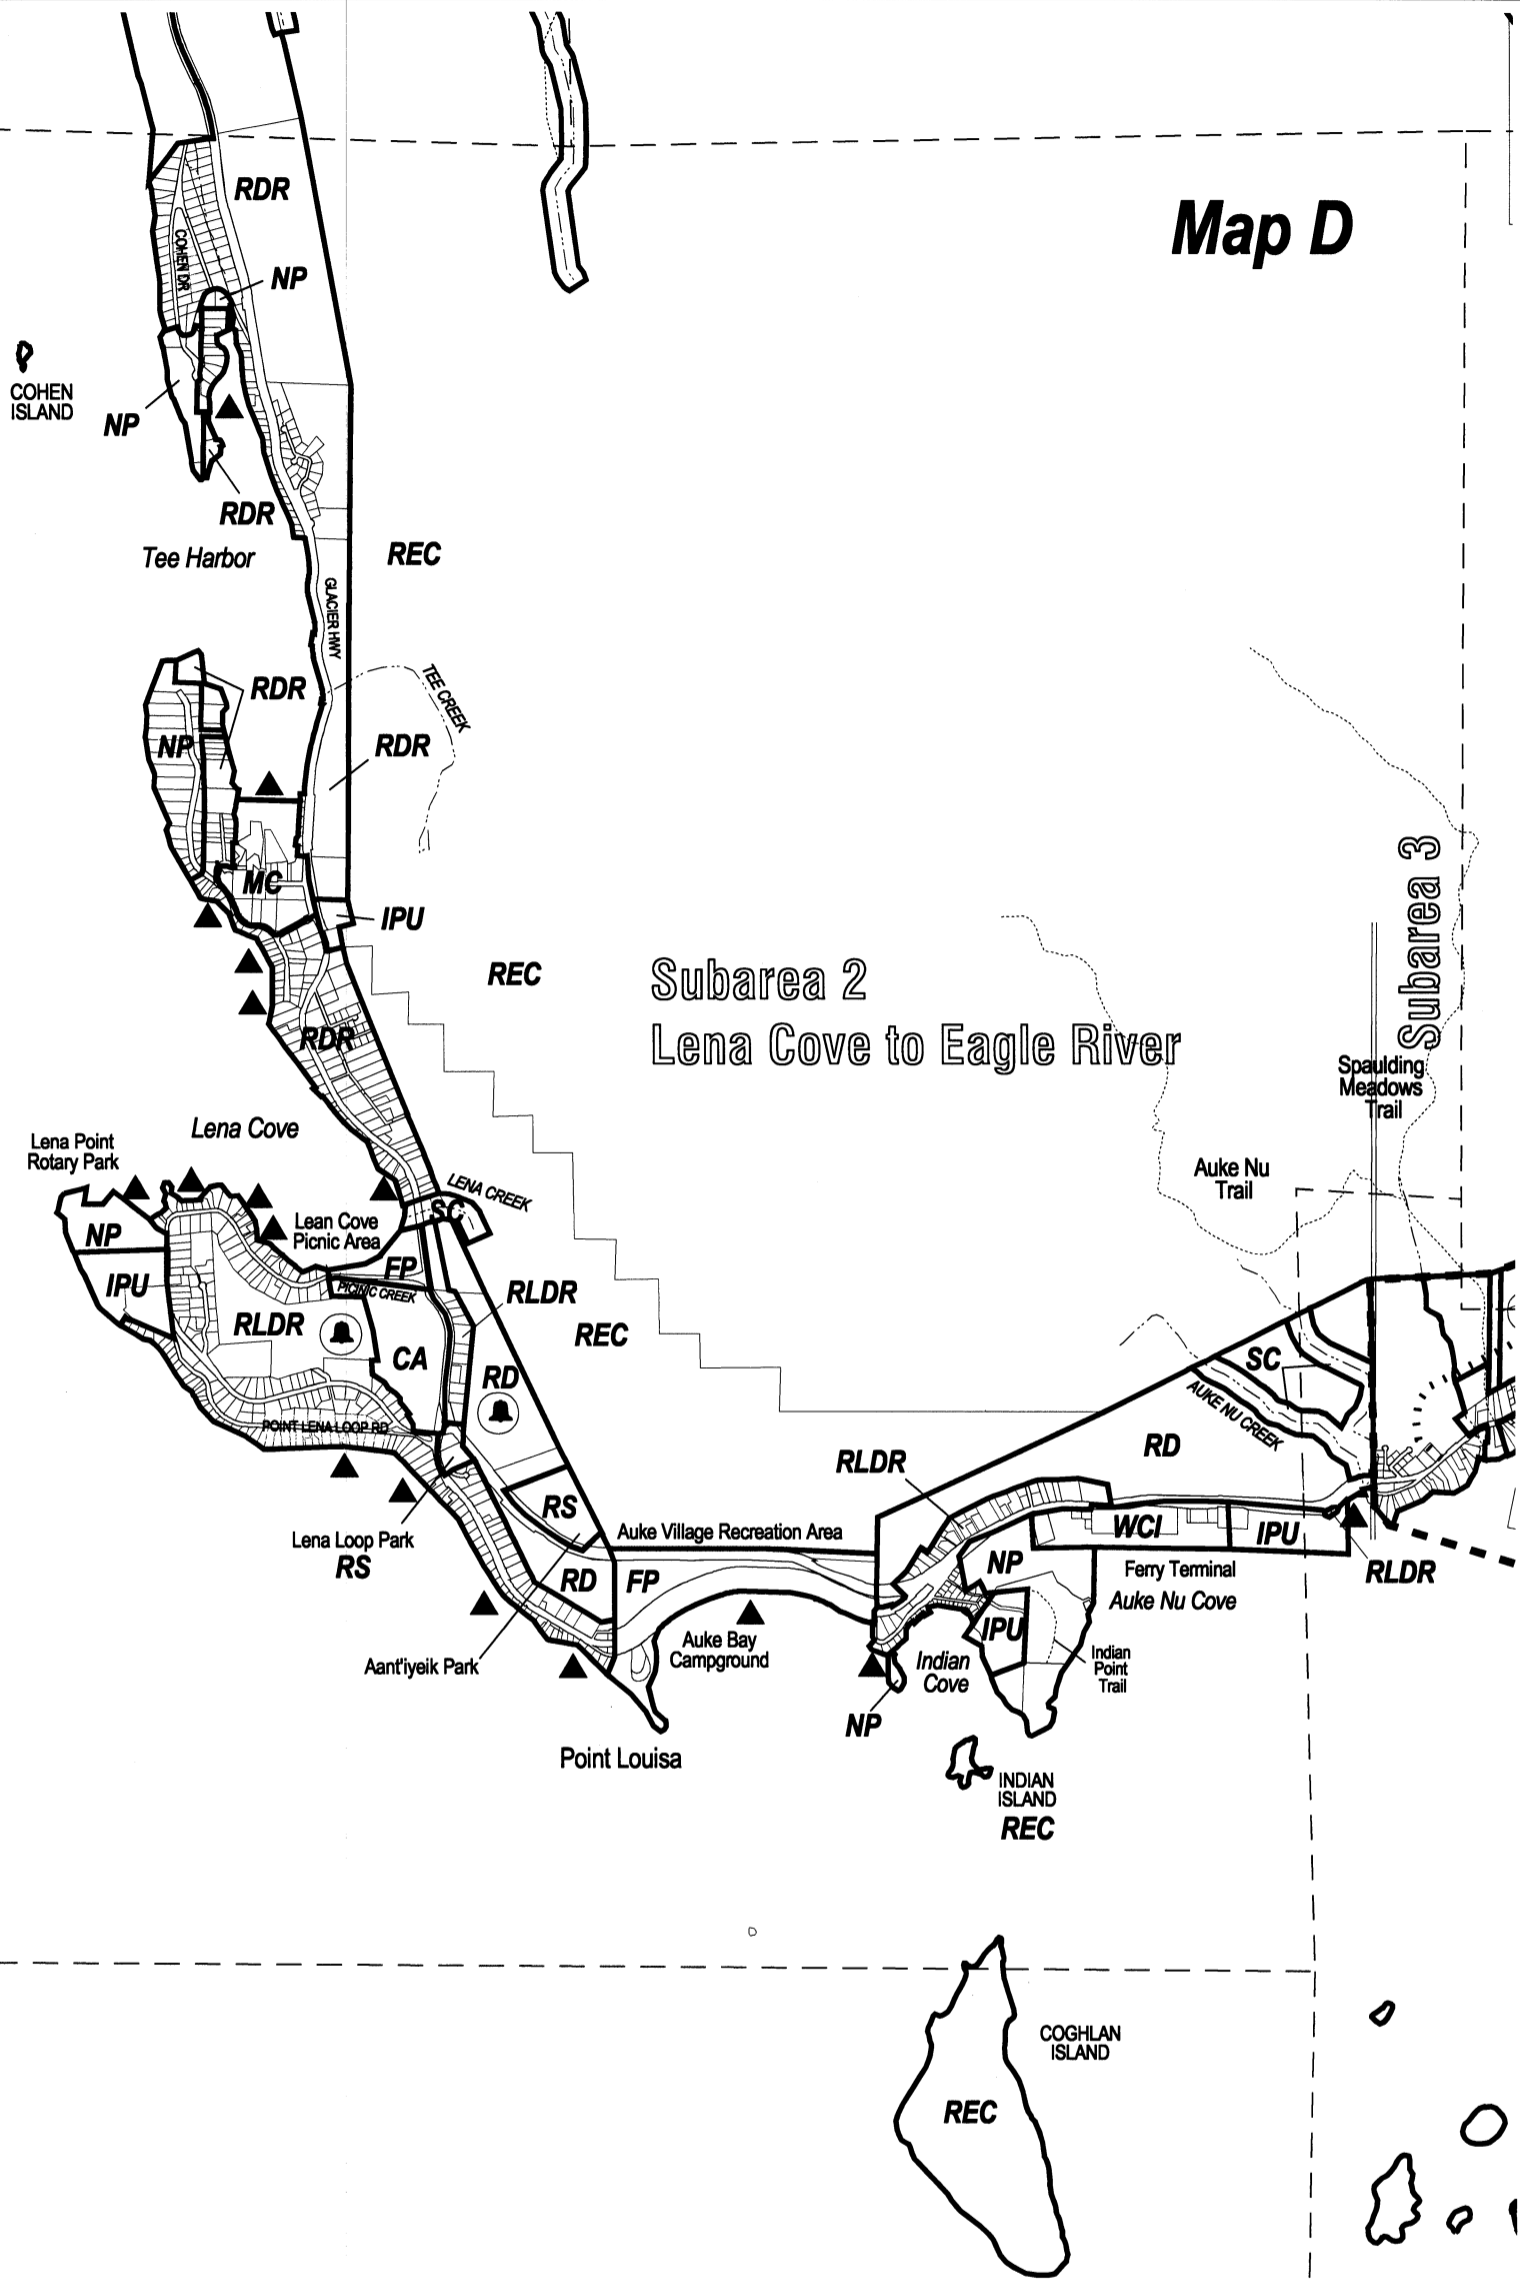 RDR
Map D
COHEN DR
NP
COHEN
ISLAND
NP
RDR
Tee Harbor
REC
GLACIER HWY
RDR
TEE CREEK
NP
RDR
MC
IPU
REC
Subarea 2
Lena Cove to Eagle River
Subarea 3
RDR
Spaulding
Meadows
Trail
Lena Cove
Lena Point
Rotary Park
Auke Nu
Trail
LENA CREEK
SC
Lean Cove
Picnic Area
NP
FP
IPU
PICINIC CREEK
RLDR
RLDR
REC
CA
RD
SC
AUKE NU CREEK
POINT LENA LOOP RD
RD
RLDR
RS
Lena Loop Park
RS
Auke Village Recreation Area
WCI
IPU
NP
Ferry Terminal
RLDR
RD
FP
Auke Nu Cove
IPU
Auke Bay
Campground
Aant'iyeik Park
Indian
Cove
Indian
Point
Trail
NP
Point Louisa
INDIAN
ISLAND
REC
COGHLAN
ISLAND
REC